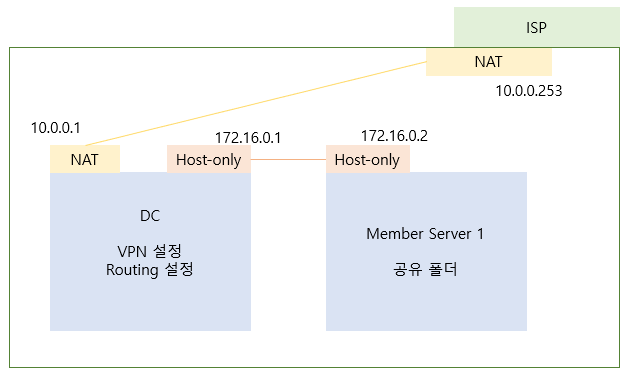 ISP
NAT
10.0.0.253
10.0.0.1
172.16.0.1
172.16.0.2
NAT
Host-only
Host-only
DC
VPN 설정
Routing 설정
Member Server 1
공유 폴더